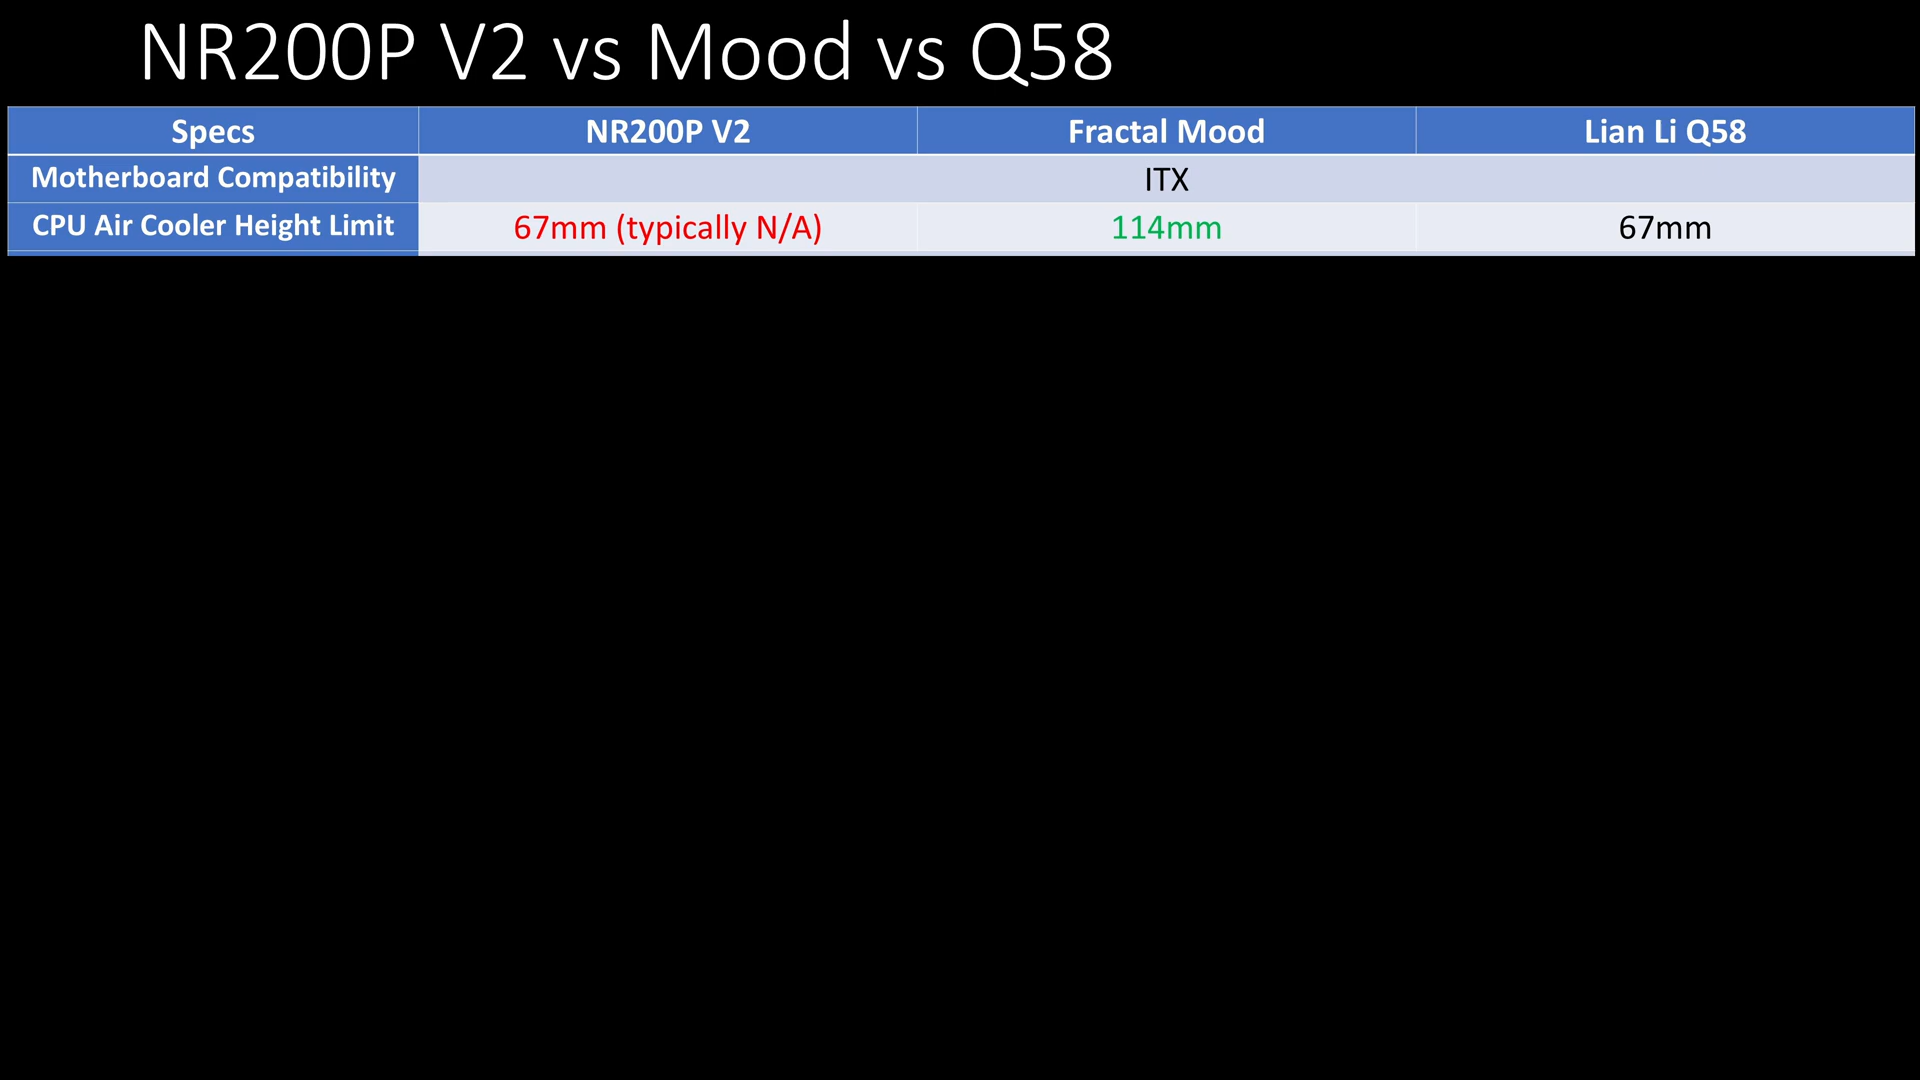 NR200P V2 vs Mood vs Q58
Specs NR200P V2 Fractal Mood Lian Li Q58
Motherboard Compatibility ITX
CPU Air Cooler Height Limit 67mm (typically N/A) 114mm 67mm